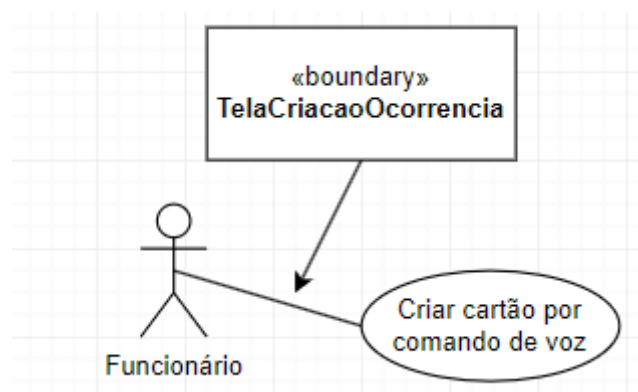 «boundary»
TelaCriacaoOcorrencia
Funcionário
Criar cartão por
comando de voz